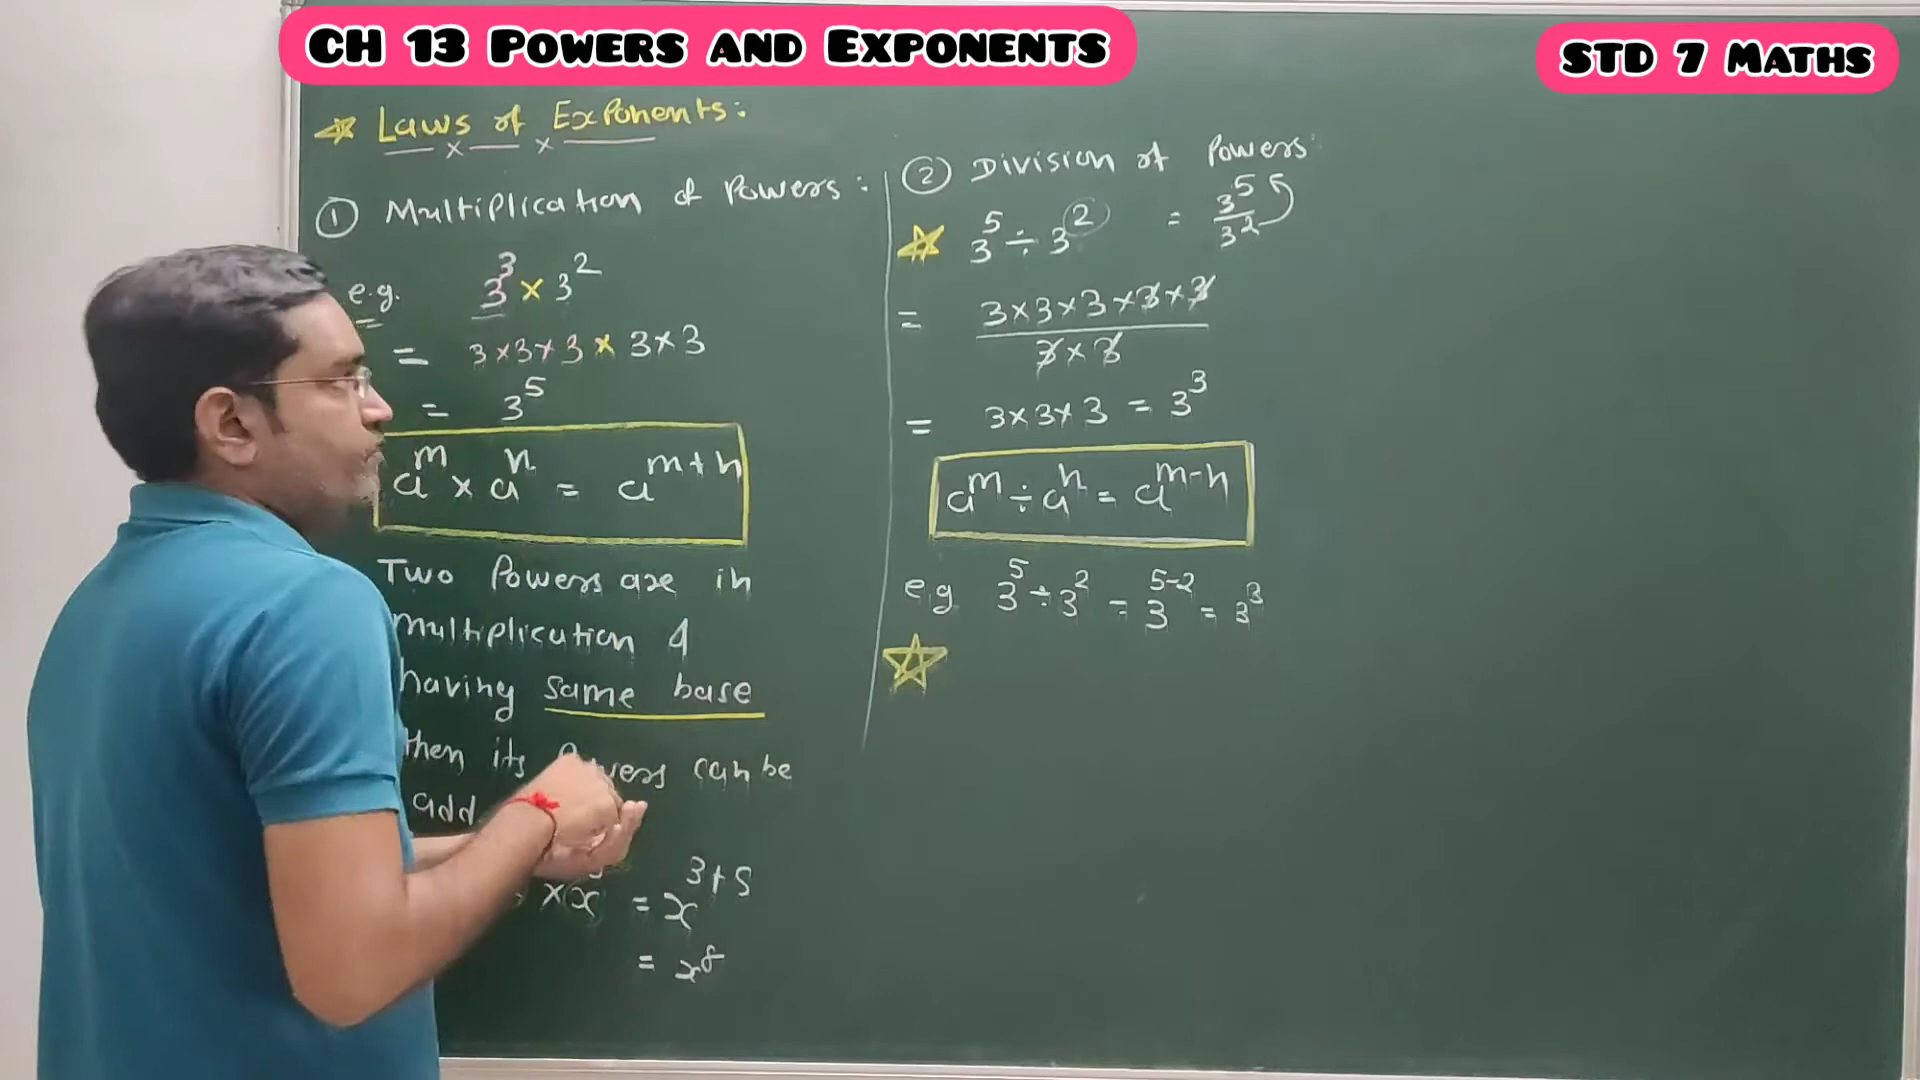 CH 13 POWERS AND EXPONENTS
STD 7 MATHS
Laws of Exponents:
① Multiplication of Powers:
e.g. 3³ × 3²
= 3×3×3 × 3×3
= 3⁵
aᵐ × aⁿ = aᵐ⁺ⁿ
Two Powers are in
multiplication &
having same base
then its can be
add
× x = x³⁺⁵
= x⁸
② Division of Powers:
3⁵ ÷ 3² = 3⁵/3²
= 3×3×3×3×3 / 3×3
= 3×3×3 = 3³
aᵐ ÷ aⁿ = aᵐ⁻ⁿ
e.g 3⁵ ÷ 3² = 3⁵⁻² = 3³